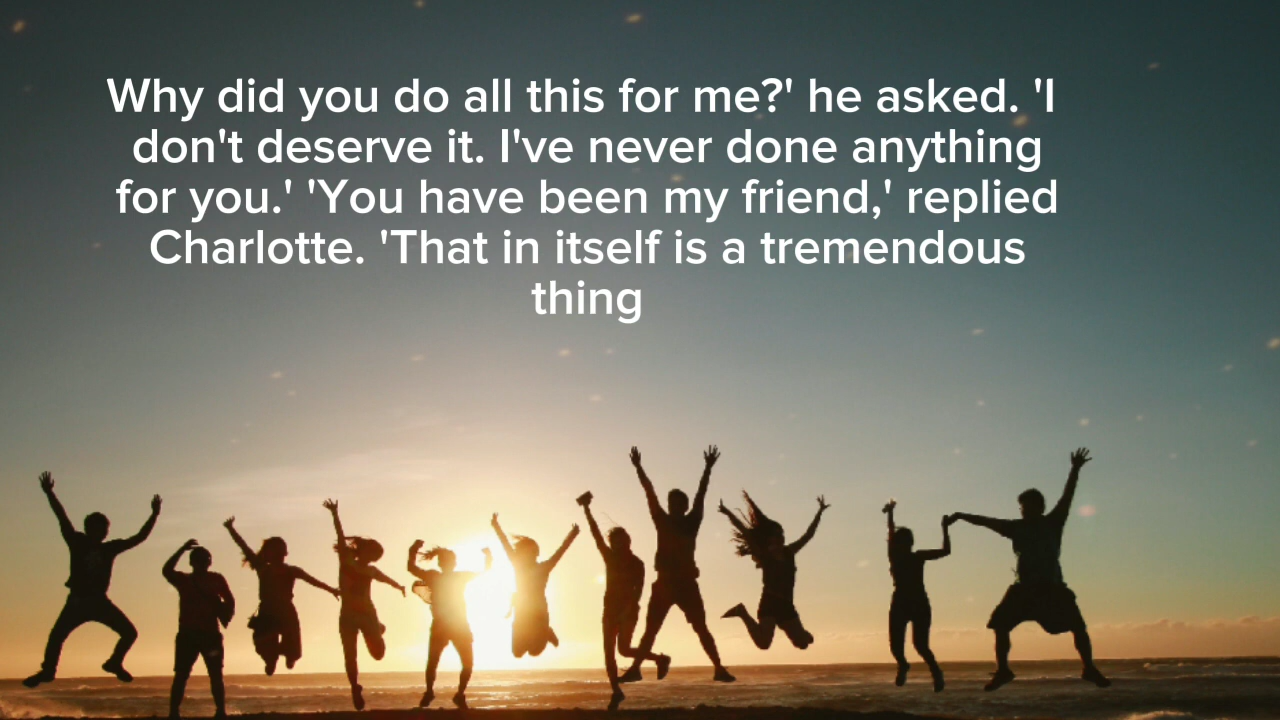 Why did you do all this for me?' he asked. 'I
don't deserve it. I've never done anything
for you.' 'You have been my friend,' replied
Charlotte. 'That in itself is a tremendous
thing